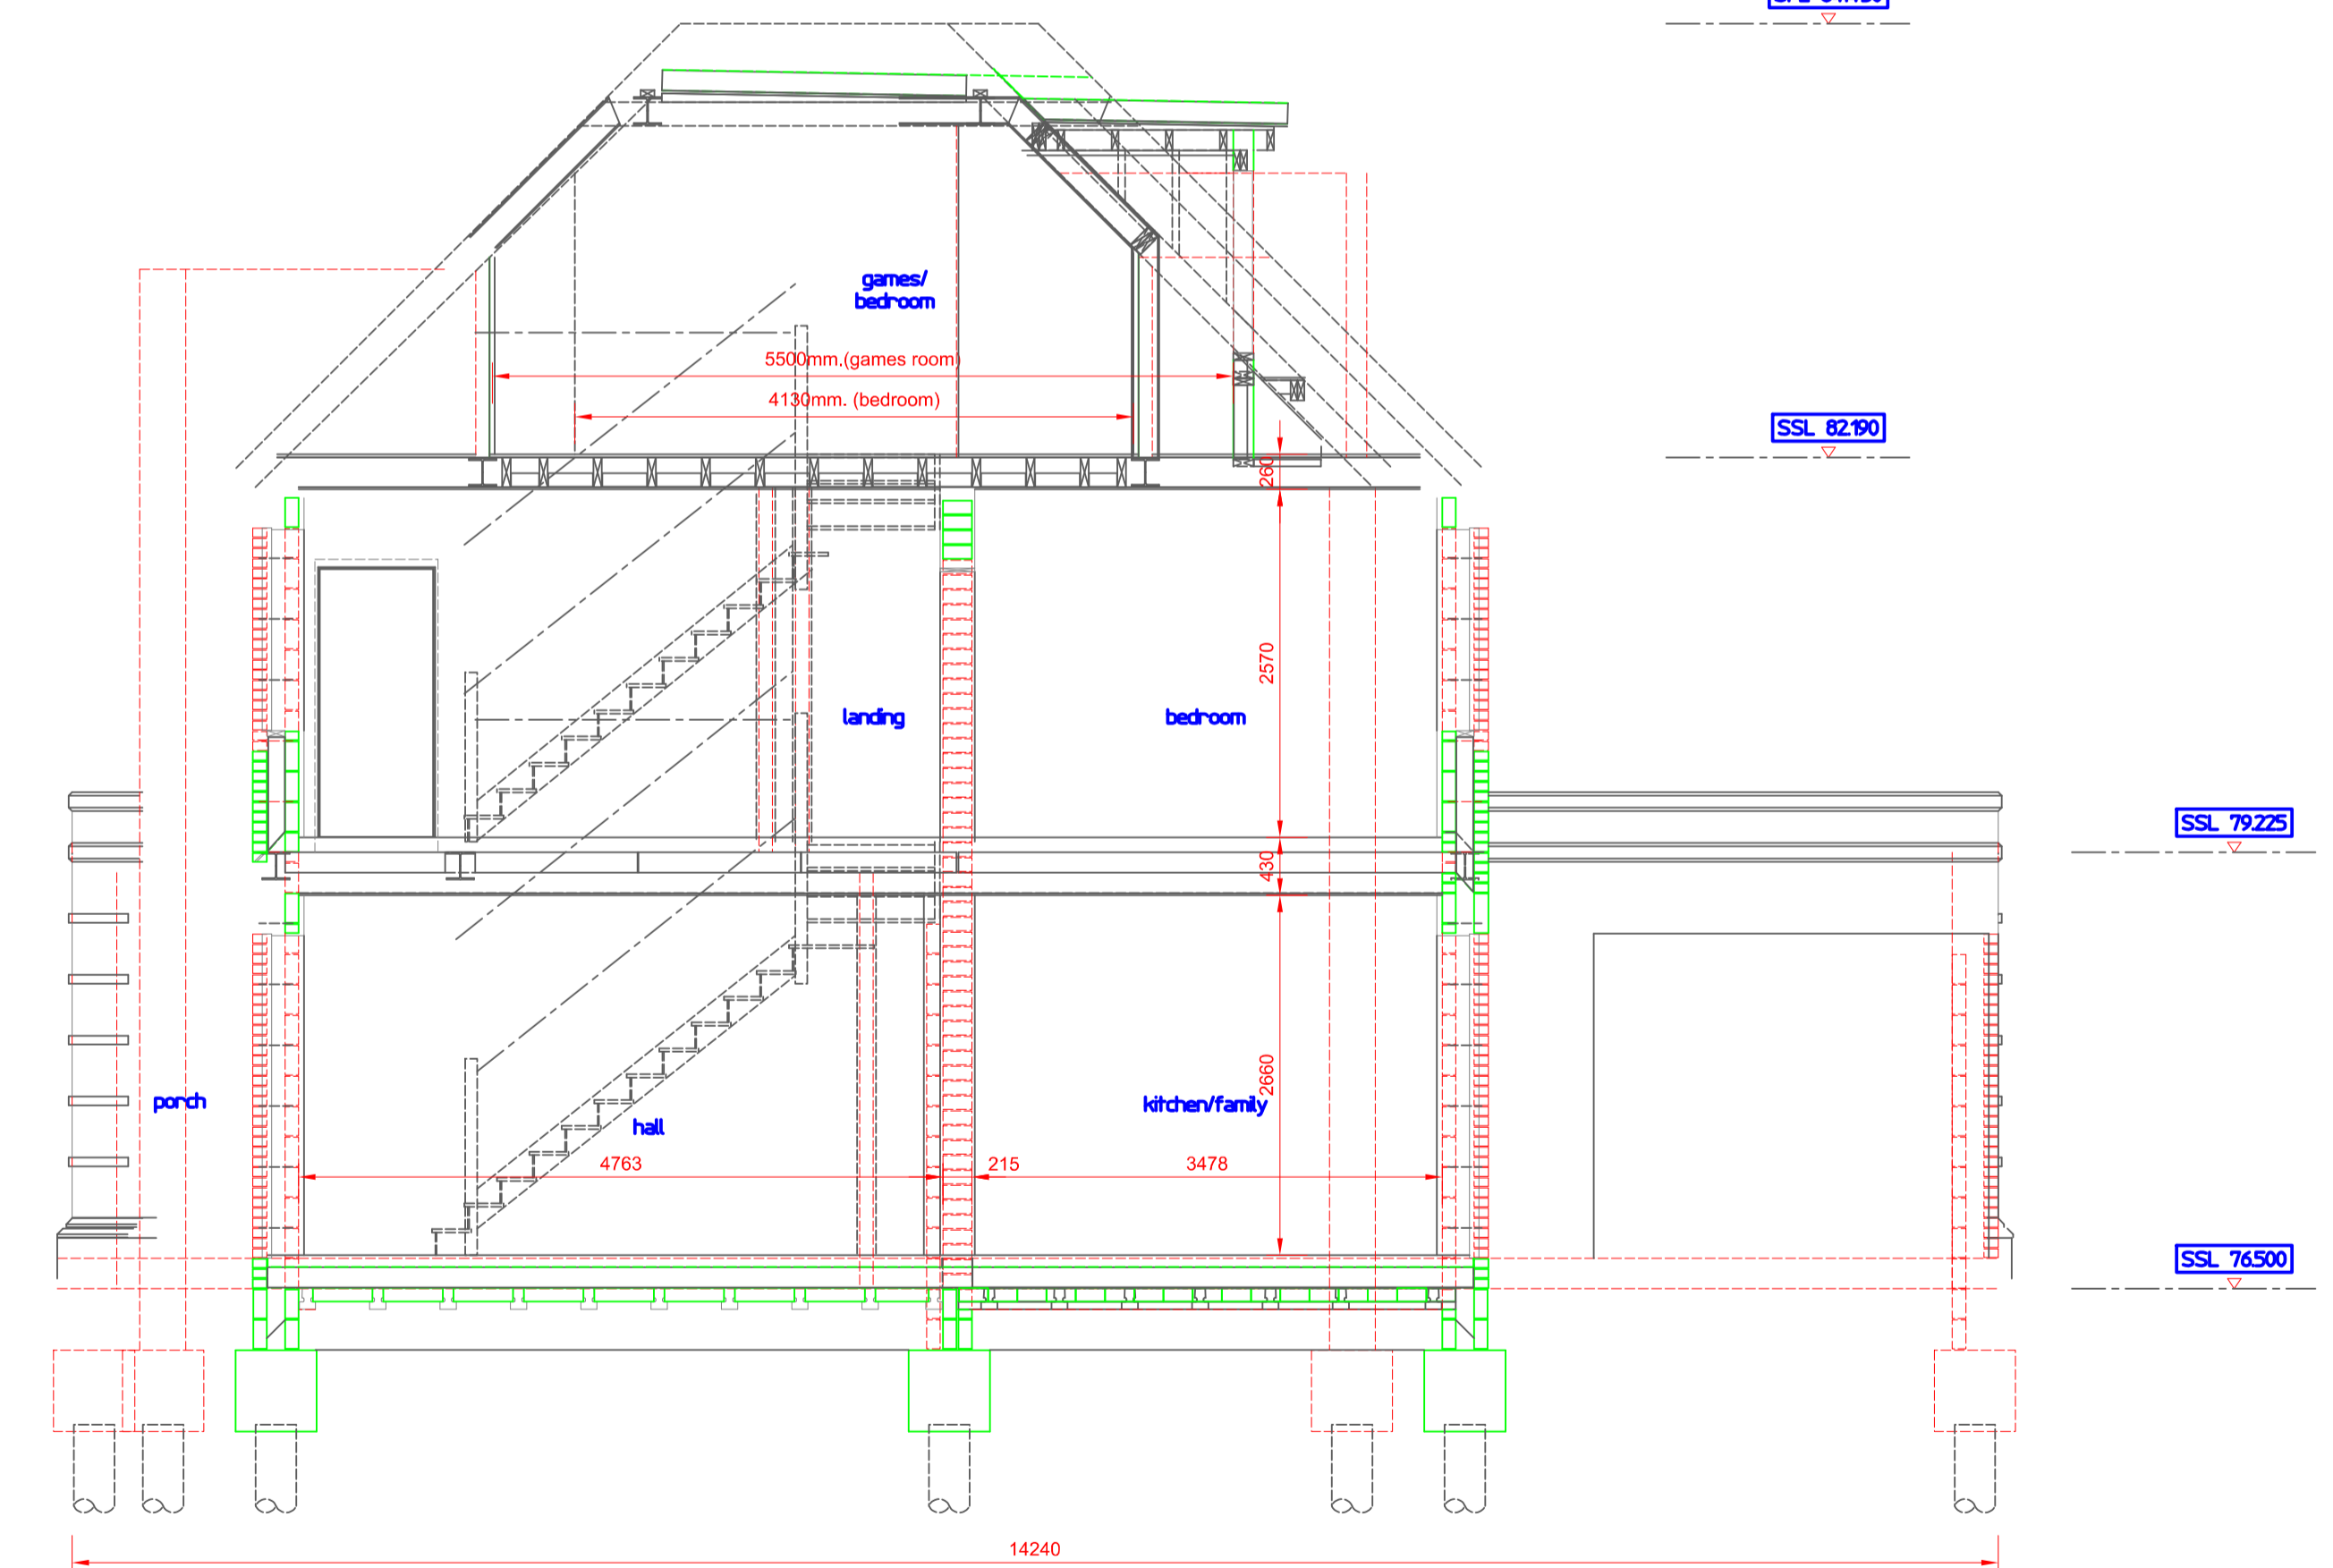 games/
bedroom
5500mm.(games room)
4130mm. (bedroom)
SSL 82.190
260
2570
landing
bedroom
SSL 79.225
430
2660
porch
hall
kitchen/family
4763
215
3478
SSL 76.500
14240